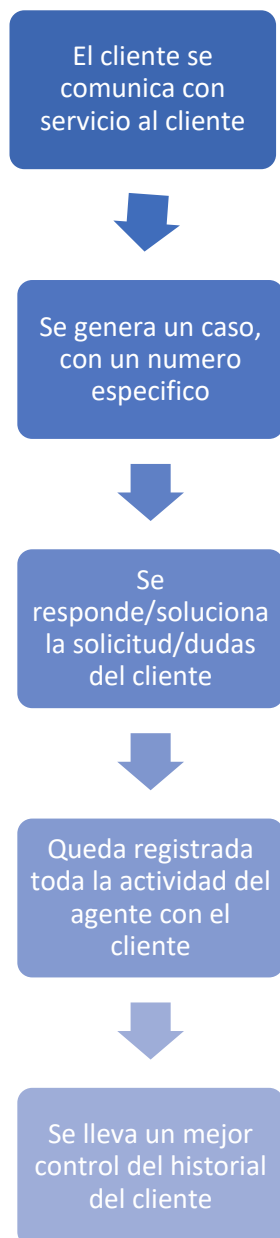 El cliente se
comunica con
servicio al cliente
Se genera un caso,
con un numero
especifico
Se
responde/soluciona
la solicitud/dudas
del cliente
Queda registrada
toda la actividad del
agente con el
cliente
Se lleva un mejor
control del historial
del cliente